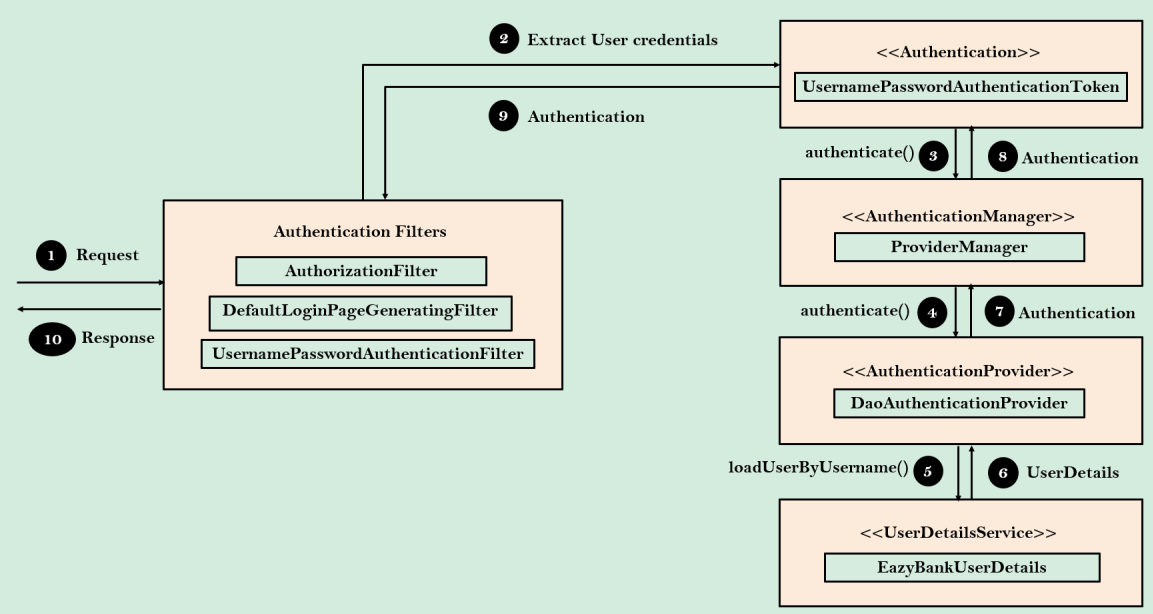 2 Extract User credentials
9 Authentication
<<Authentication>>
UsernamePasswordAuthenticationToken
authenticate() 3
8 Authentication
<<AuthenticationManager>>
ProviderManager
1 Request
10 Response
Authentication Filters
AuthorizationFilter
DefaultLoginPageGeneratingFilter
UsernamePasswordAuthenticationFilter
authenticate() 4
7 Authentication
<<AuthenticationProvider>>
DaoAuthenticationProvider
loadUserByUsername() 5
6 UserDetails
<<UserDetailsService>>
EazyBankUserDetails